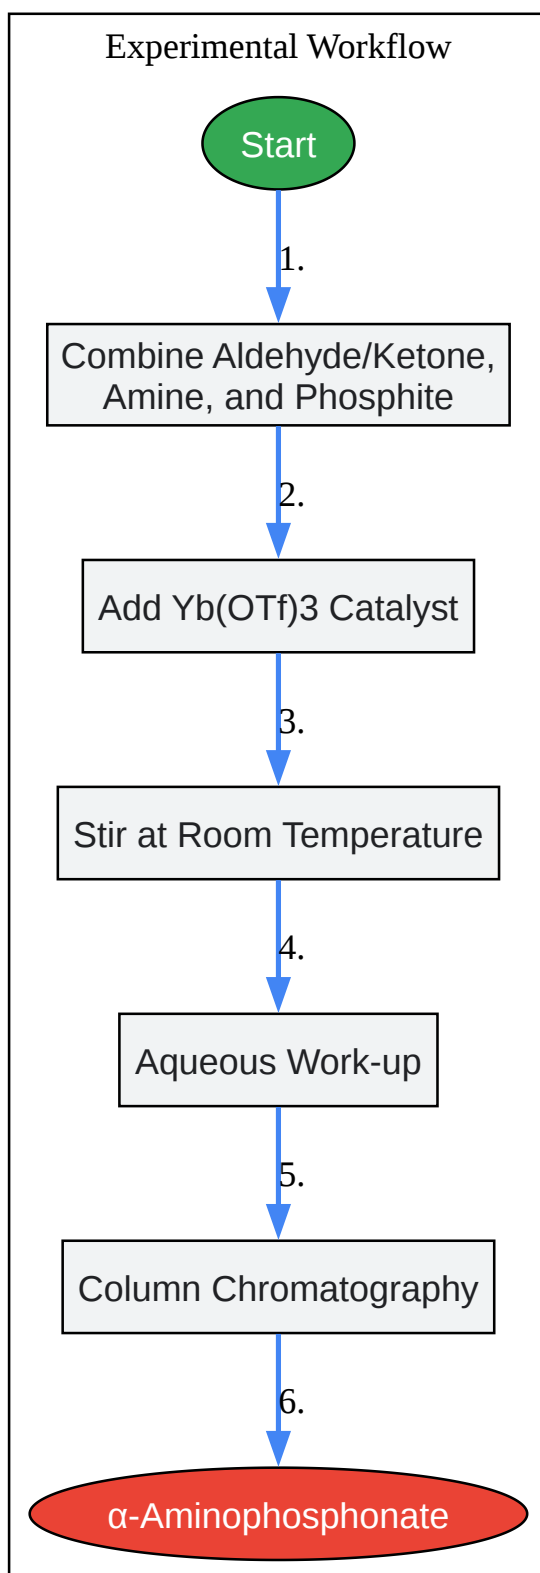 Experimental Workflow
Start
1.
Combine Aldehyde/Ketone,
Amine, and Phosphite
2.
Add Yb(OTf)3 Catalyst
3.
Stir at Room Temperature
4.
Aqueous Work-up
5.
Column Chromatography
6.
α-Aminophosphonate